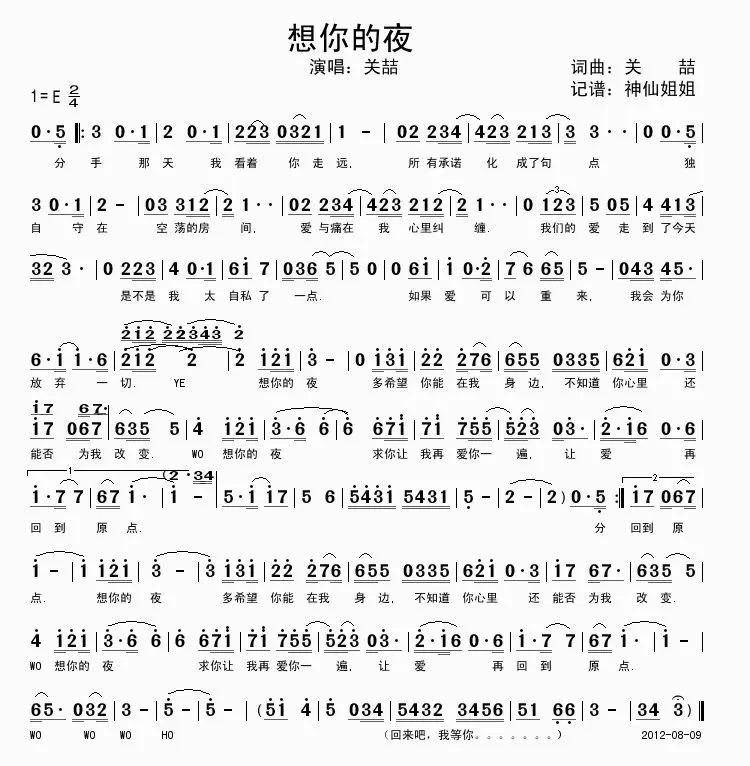 想你的夜
演唱：关喆
词曲：关 喆
1=E 2/4
记谱：神仙姐姐
0·5 ‖: 3 0·1 | 2 0·1 | 223 0321 | 1 - | 02 234 | 423 213 | 3 3·· | 0 0·5
分 手 那 天 我 看着 你 走 远， 所 有承诺 化 成了句 点 独
3 0·1 | 2 - | 03 312 | 2 1·· | 02 234 | 423 212 | 2 1·· | 0 123 | 5 05 | 4 413
自 守 在 空 荡的房 间， 爱 与痛在 我 心里纠 缠． 我们的 爱 走 到 了今天
32 3· | 0 223 | 4 0·1 | 61 7 | 036 5 | 5 0 | 0 61 | 1 0·2 | 7 6 65 | 5 - | 043 45·
是不是 我 太 自私 了 一点． 如果 爱 可 以 重 来， 我会 为你
212 22343 2
6·1 1·6 | 212 2 2 | 121 | 3 - | 0 131 | 22 276 | 655 0335 | 621 0·3
放 弃 一 切． YE 想你的 夜 多希望 你能 在我 身 边， 不知道 你心里 还
17 67·
17 067 | 635 5 | 4 121 | 3·6 6 | 6 671 | 71 755 | 523 03· | 2·16 0·6
能否 为我 改 变． WO 想你的 夜 求你让 我再 爱你一 遍， 让 爱 再
1
(2·34
1·7 7 | 67 1· | 1 - | 5·1 17 | 5 6 | 5431 5431 | 5 - | 2 - | 2) 0·5 :‖ 2 17 067
回 到 原 点． 分 回到 原
1 - | 1 121 | 3 - | 3 131 | 22 276 | 655 0335 | 621 0·3 | 17 67· | 635 5
点． 想你的 夜 多希望 你能 在我 身 边， 不知道 你心里 还 能否 为我 改 变．
4 121 | 3·6 6 | 6 671 | 71 755 | 523 03· | 2·16 0·6 | 1·7 7 | 67 1· | 1 - |
WO 想你的 夜 求你让 我再 爱你一 遍， 让 爱 再 回 到 原 点．
65· 032 | 3 - | 5 - | 5 - | (51 4 | 5 034 | 5432 3456 | 51 66 | 3 - | 34 3) ‖
WO WO WO HO （回来吧，我等你。。。。。。。） 2012-08-09